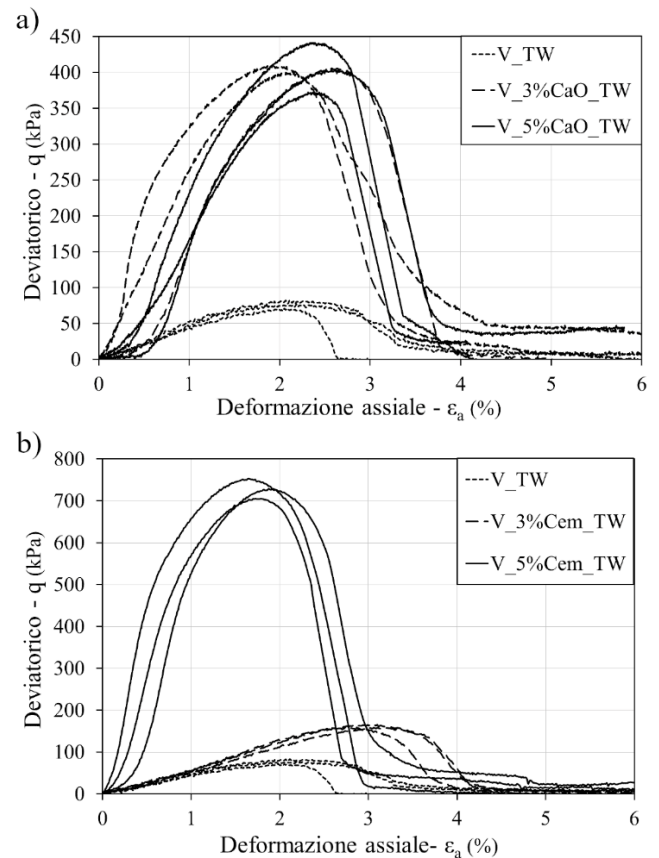 a)
Deviatorico - q (kPa)
450
400
350
300
250
200
150
100
50
0
V_TW
V_3%CaO_TW
V_5%CaO_TW
0 1 2 3 4 5 6
Deformazione assiale - εa (%)
b)
Deviatorico - q (kPa)
800
700
600
500
400
300
200
100
0
V_TW
V_3%Cem_TW
V_5%Cem_TW
0 1 2 3 4 5 6
Deformazione assiale- εa (%)